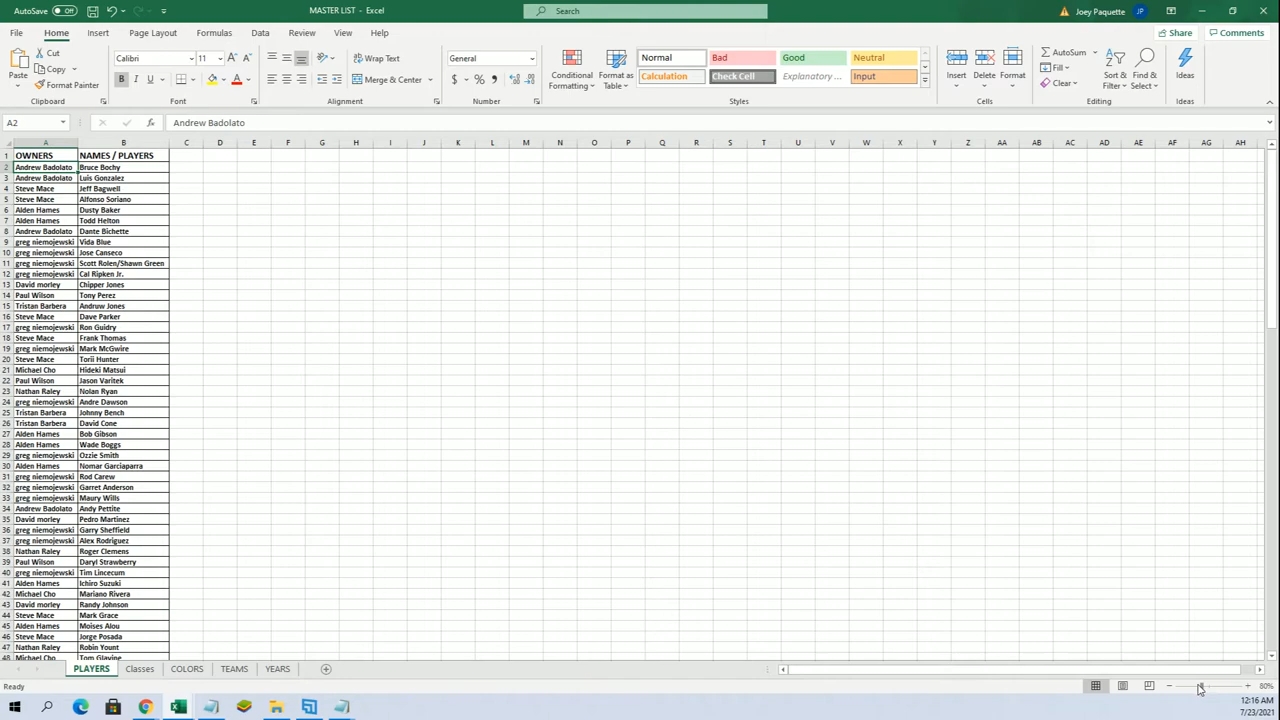 AutoSave Off MASTER LIST - Excel Search Joey Paquette JP
File Home Insert Page Layout Formulas Data Review View Help Share Comments
Paste Cut Copy Format Painter Clipboard
Calibri 11 B I U Font
Merge & Center Alignment
General $ % Number
Conditional Formatting Format as Table Normal Bad Good Neutral
Calculation Check Cell Explanatory ... Input Styles
Insert Delete Format Cells
AutoSum Fill Clear Sort & Filter Find & Select Editing
Ideas Ideas
A2 fx Andrew Badolato
A B C D E F G H I J K L M N O P Q R S T U V W X Y Z AA AB AC AD AE AF AG AH
1 OWNERS NAMES / PLAYERS
2 Andrew Badolato Bruce Bochy
3 Andrew Badolato Luis Gonzalez
4 Steve Mace Jeff Bagwell
5 Steve Mace Alfonso Soriano
6 Alden Hames Dusty Baker
7 Alden Hames Todd Helton
8 Andrew Badolato Dante Bichette
9 greg niemojewski Vida Blue
10 greg niemojewski Jose Canseco
11 greg niemojewski Scott Rolen/Shawn Green
12 greg niemojewski Cal Ripken Jr.
13 David morley Chipper Jones
14 Paul Wilson Tony Perez
15 Tristan Barbera Andruw Jones
16 Steve Mace Dave Parker
17 greg niemojewski Ron Guidry
18 Steve Mace Frank Thomas
19 greg niemojewski Mark McGwire
20 Steve Mace Torii Hunter
21 Michael Cho Hideki Matsui
22 Paul Wilson Jason Varitek
23 Nathan Raley Nolan Ryan
24 greg niemojewski Andre Dawson
25 Tristan Barbera Johnny Bench
26 Tristan Barbera David Cone
27 Alden Hames Bob Gibson
28 Alden Hames Wade Boggs
29 greg niemojewski Ozzie Smith
30 Alden Hames Nomar Garciaparra
31 greg niemojewski Rod Carew
32 greg niemojewski Garret Anderson
33 greg niemojewski Maury Wills
34 Andrew Badolato Andy Pettite
35 David morley Pedro Martinez
36 greg niemojewski Garry Sheffield
37 greg niemojewski Alex Rodriguez
38 Nathan Raley Roger Clemens
39 Paul Wilson Daryl Strawberry
40 greg niemojewski Tim Lincecum
41 Alden Hames Ichiro Suzuki
42 Michael Cho Mariano Rivera
43 David morley Randy Johnson
44 Steve Mace Mark Grace
45 Alden Hames Moises Alou
46 Steve Mace Jorge Posada
47 Nathan Raley Robin Yount
48 Michael Cho Tom Glavine
PLAYERS Classes COLORS TEAMS YEARS
Ready 80%
12:16 AM
7/23/2021